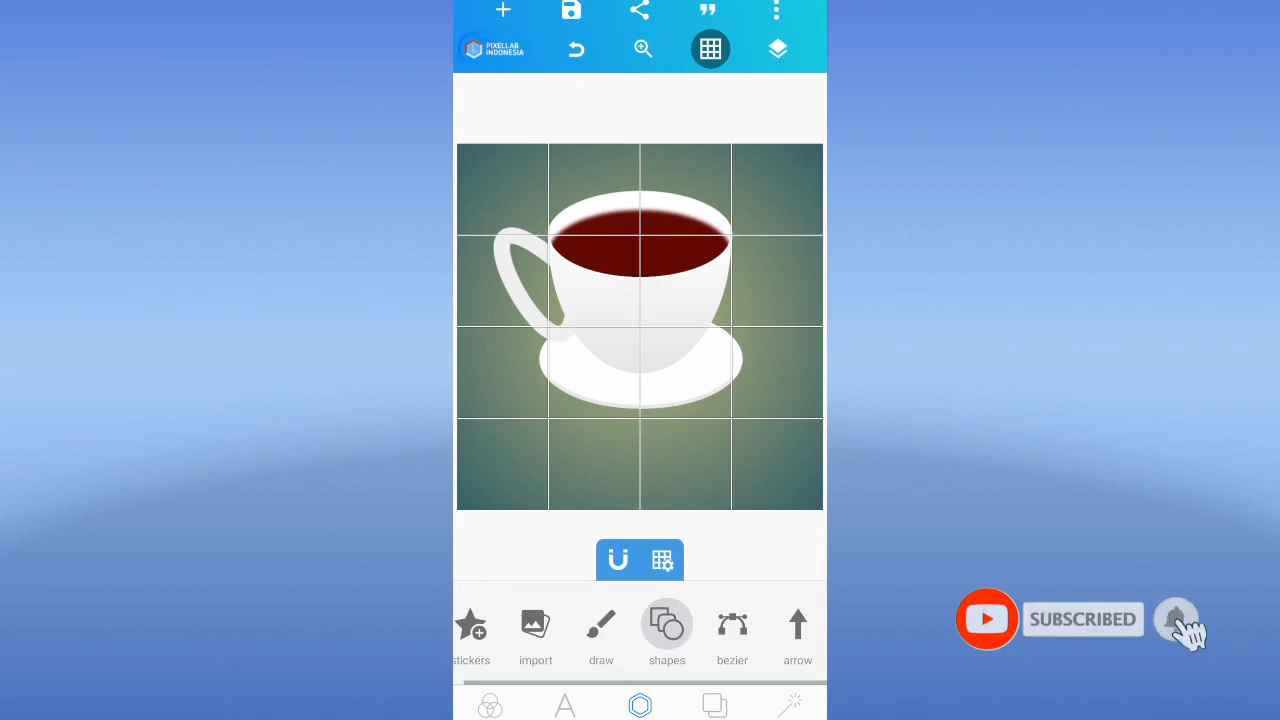 PIXELLAB
INDONESIA
stickers
import
draw
shapes
bezier
arrow
SUBSCRIBED